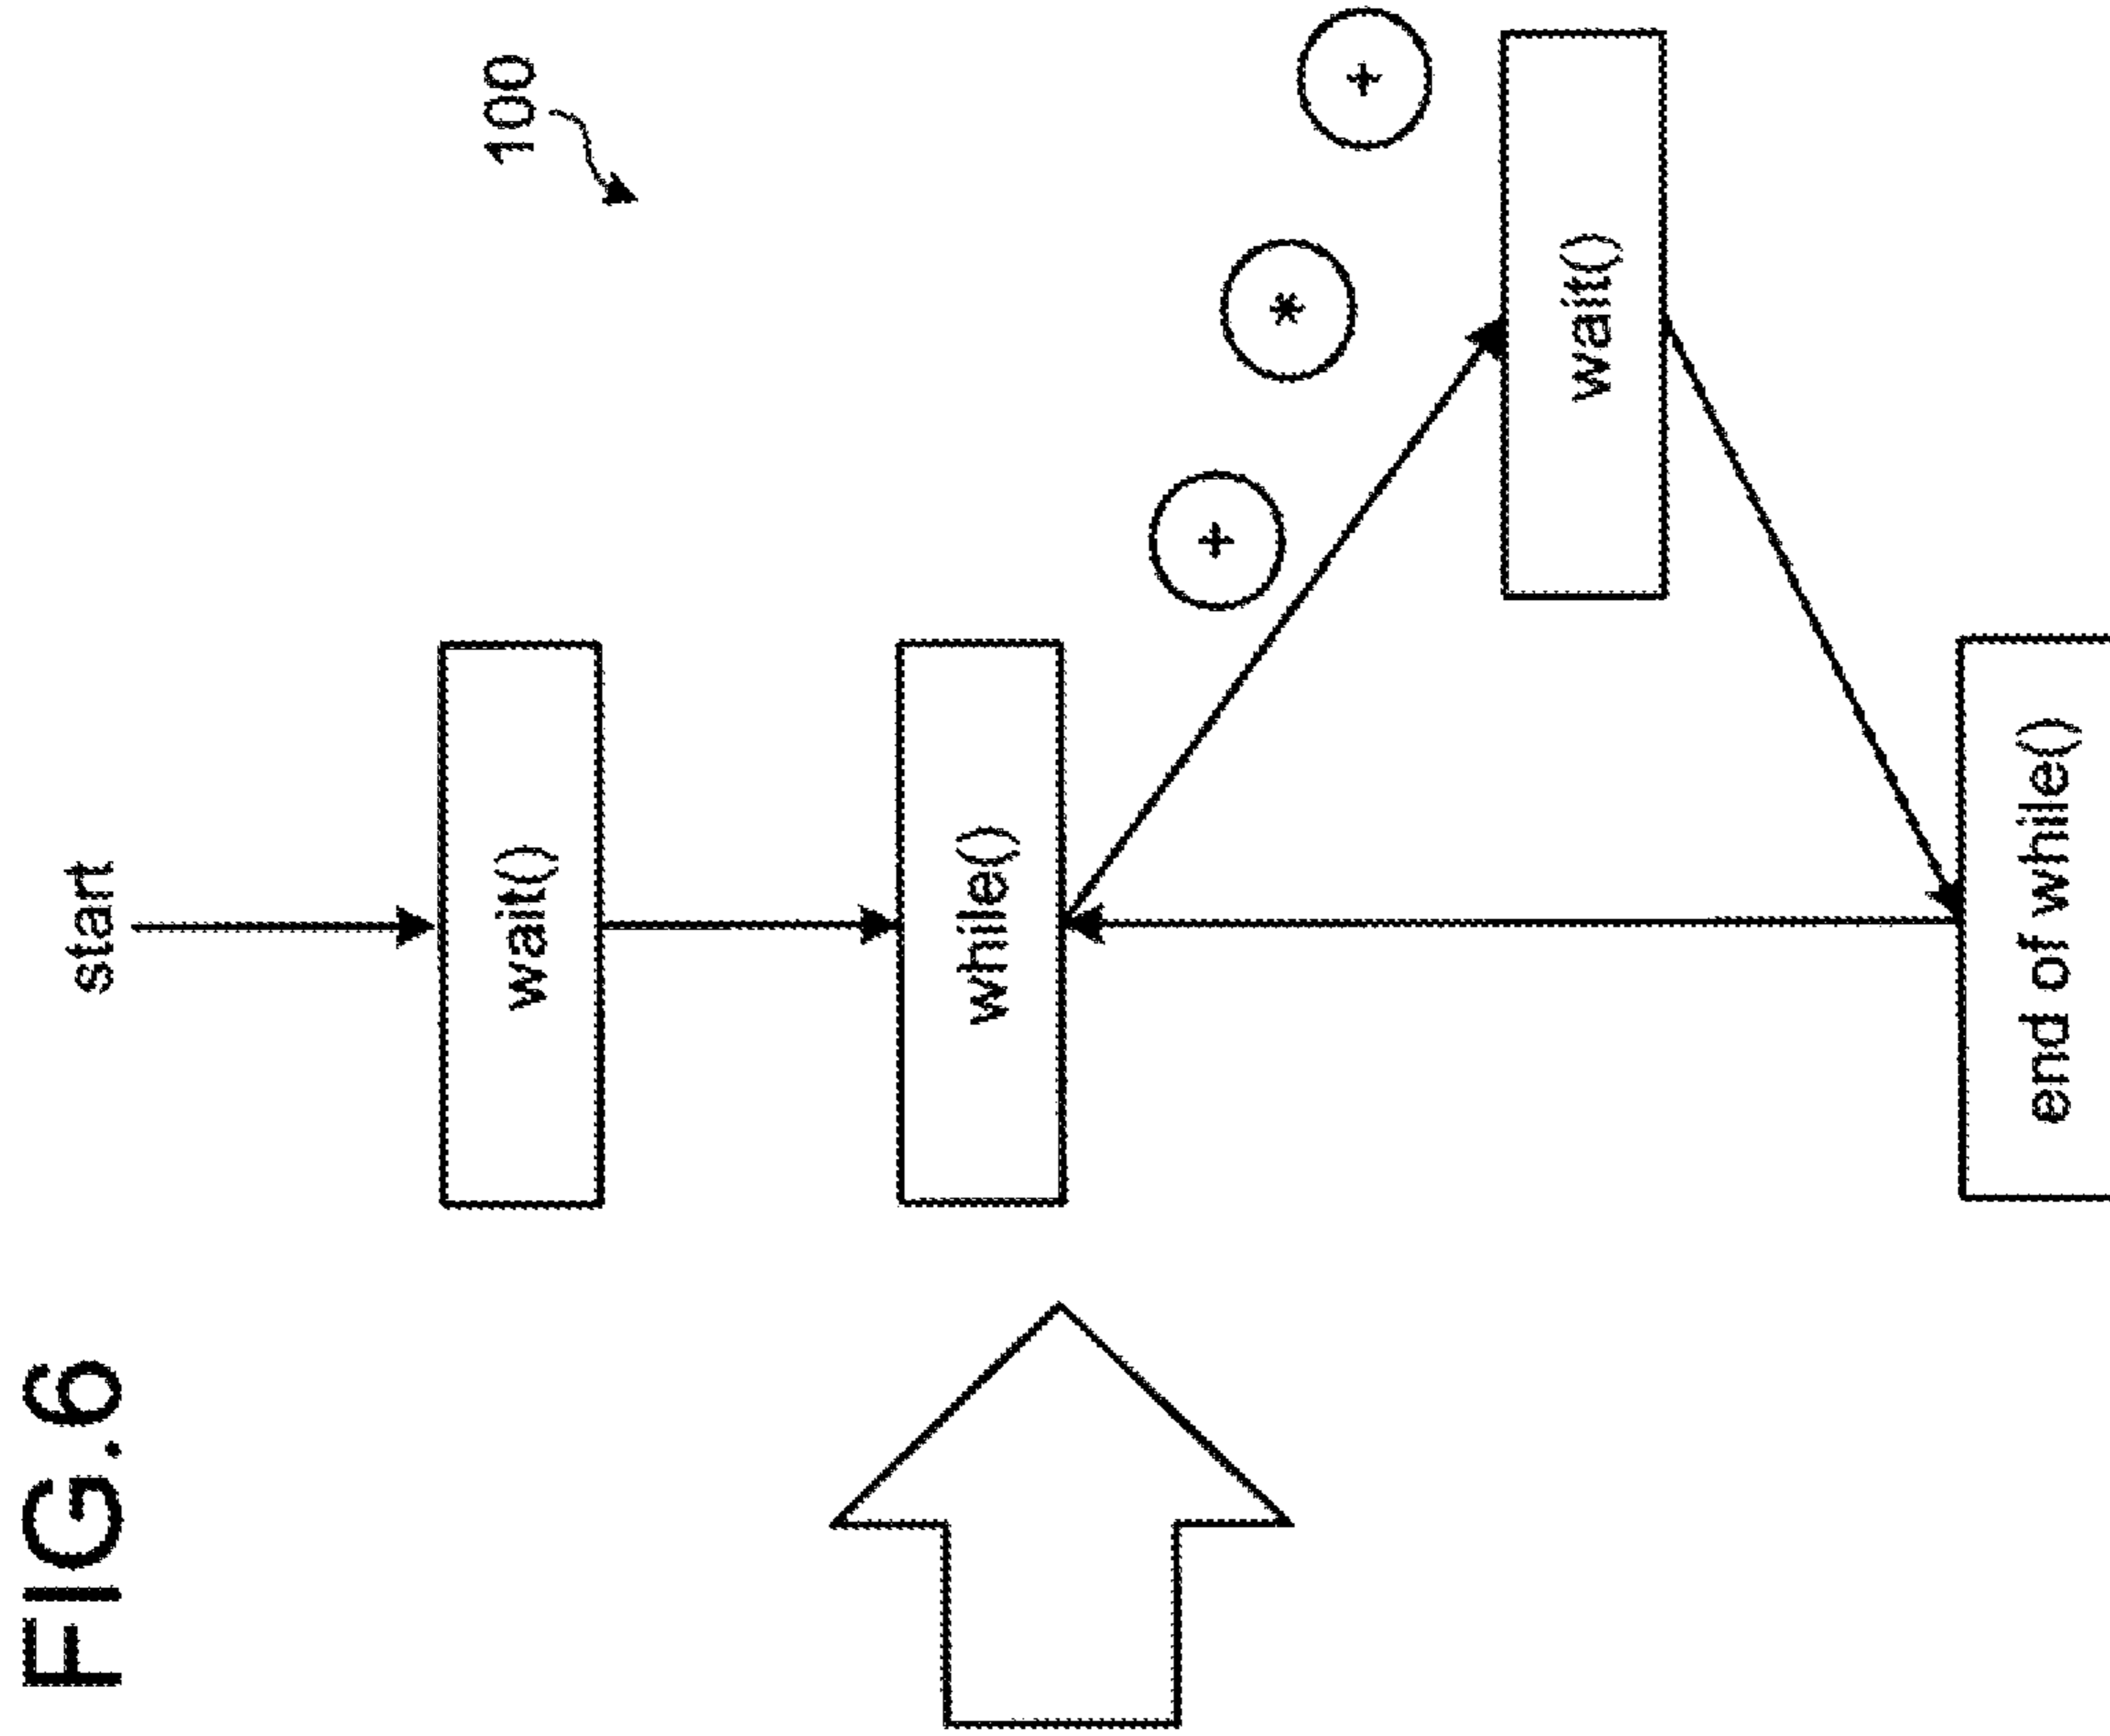 FIG.6
start
100
wait()
while()
+
*
+
wait()
end of while()